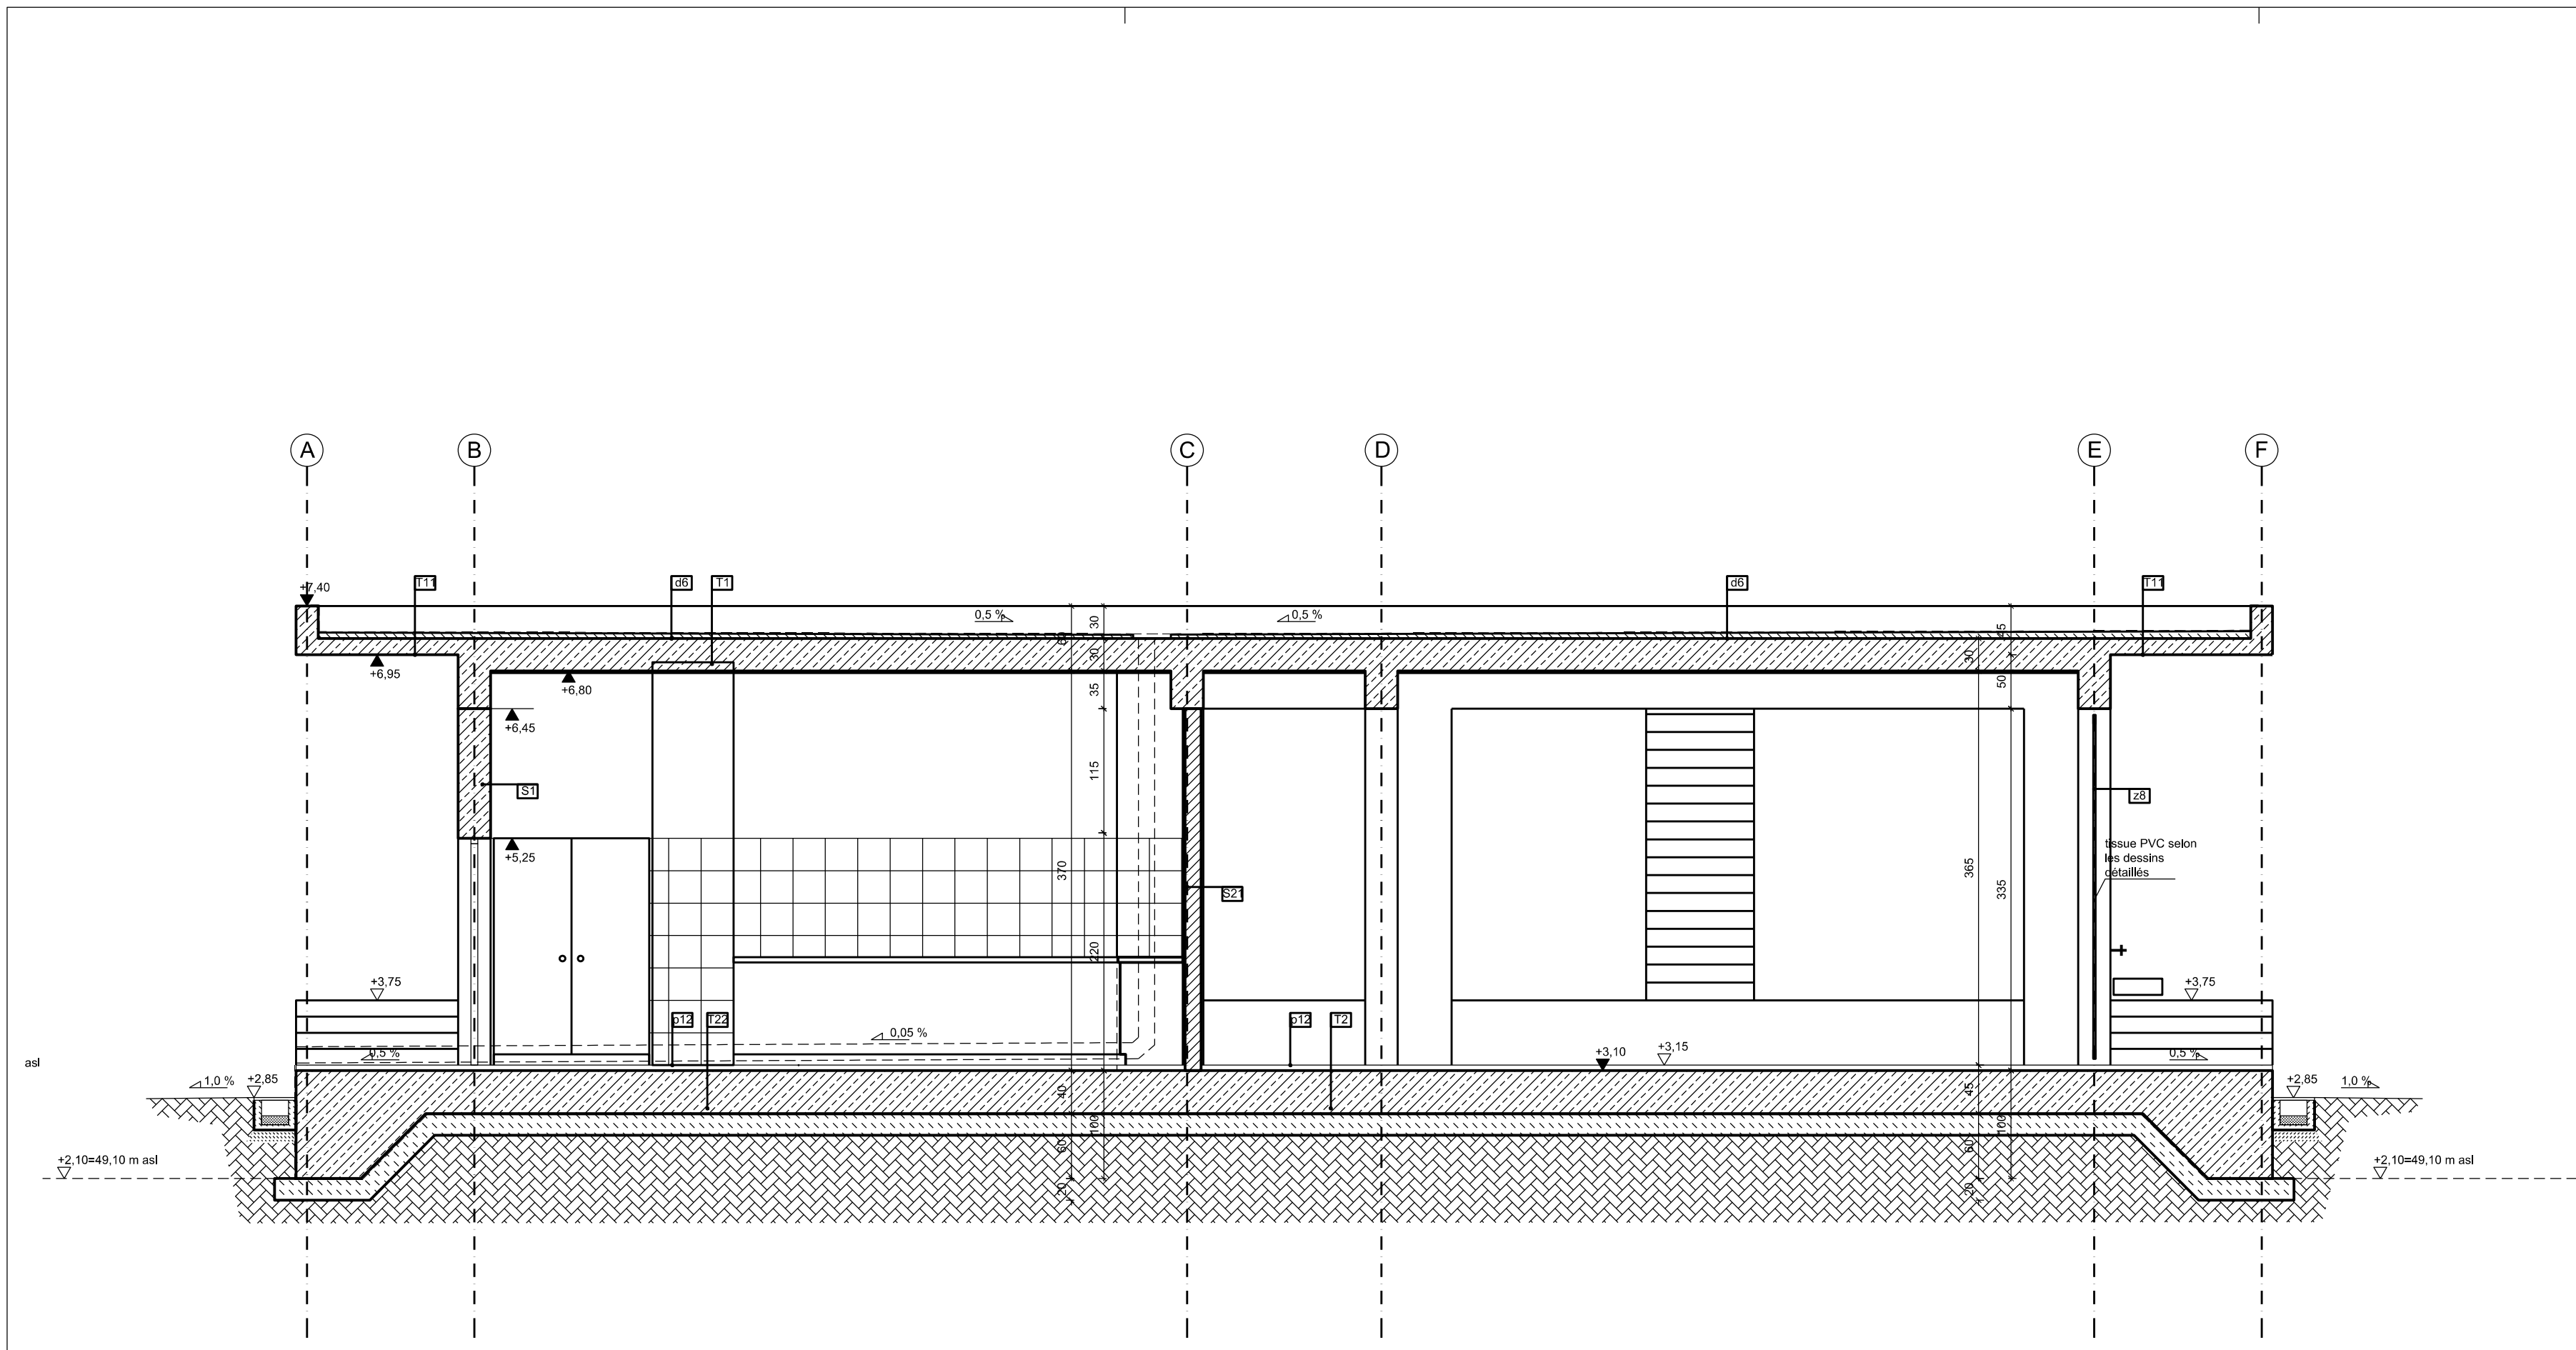 A
B
C
D
E
F
+7,40
T11
d6
T1
d6
T11
0,5 %
0,5 %
60
30
45
30
30
+6,95
+6,80
35
50
+6,45
115
S1
z8
+5,25
tissue PVC selon
les dessins
détaillés
370
365
335
S21
220
+3,75
+3,75
p12
T22
p12
T2
0,05 %
0,5 %
+3,10
+3,15
0,5 %
asl
1,0 %
+2,85
+2,85
1,0 %
40
45
100
100
60
60
+2,10=49,10 m asl
+2,10=49,10 m asl
20
20